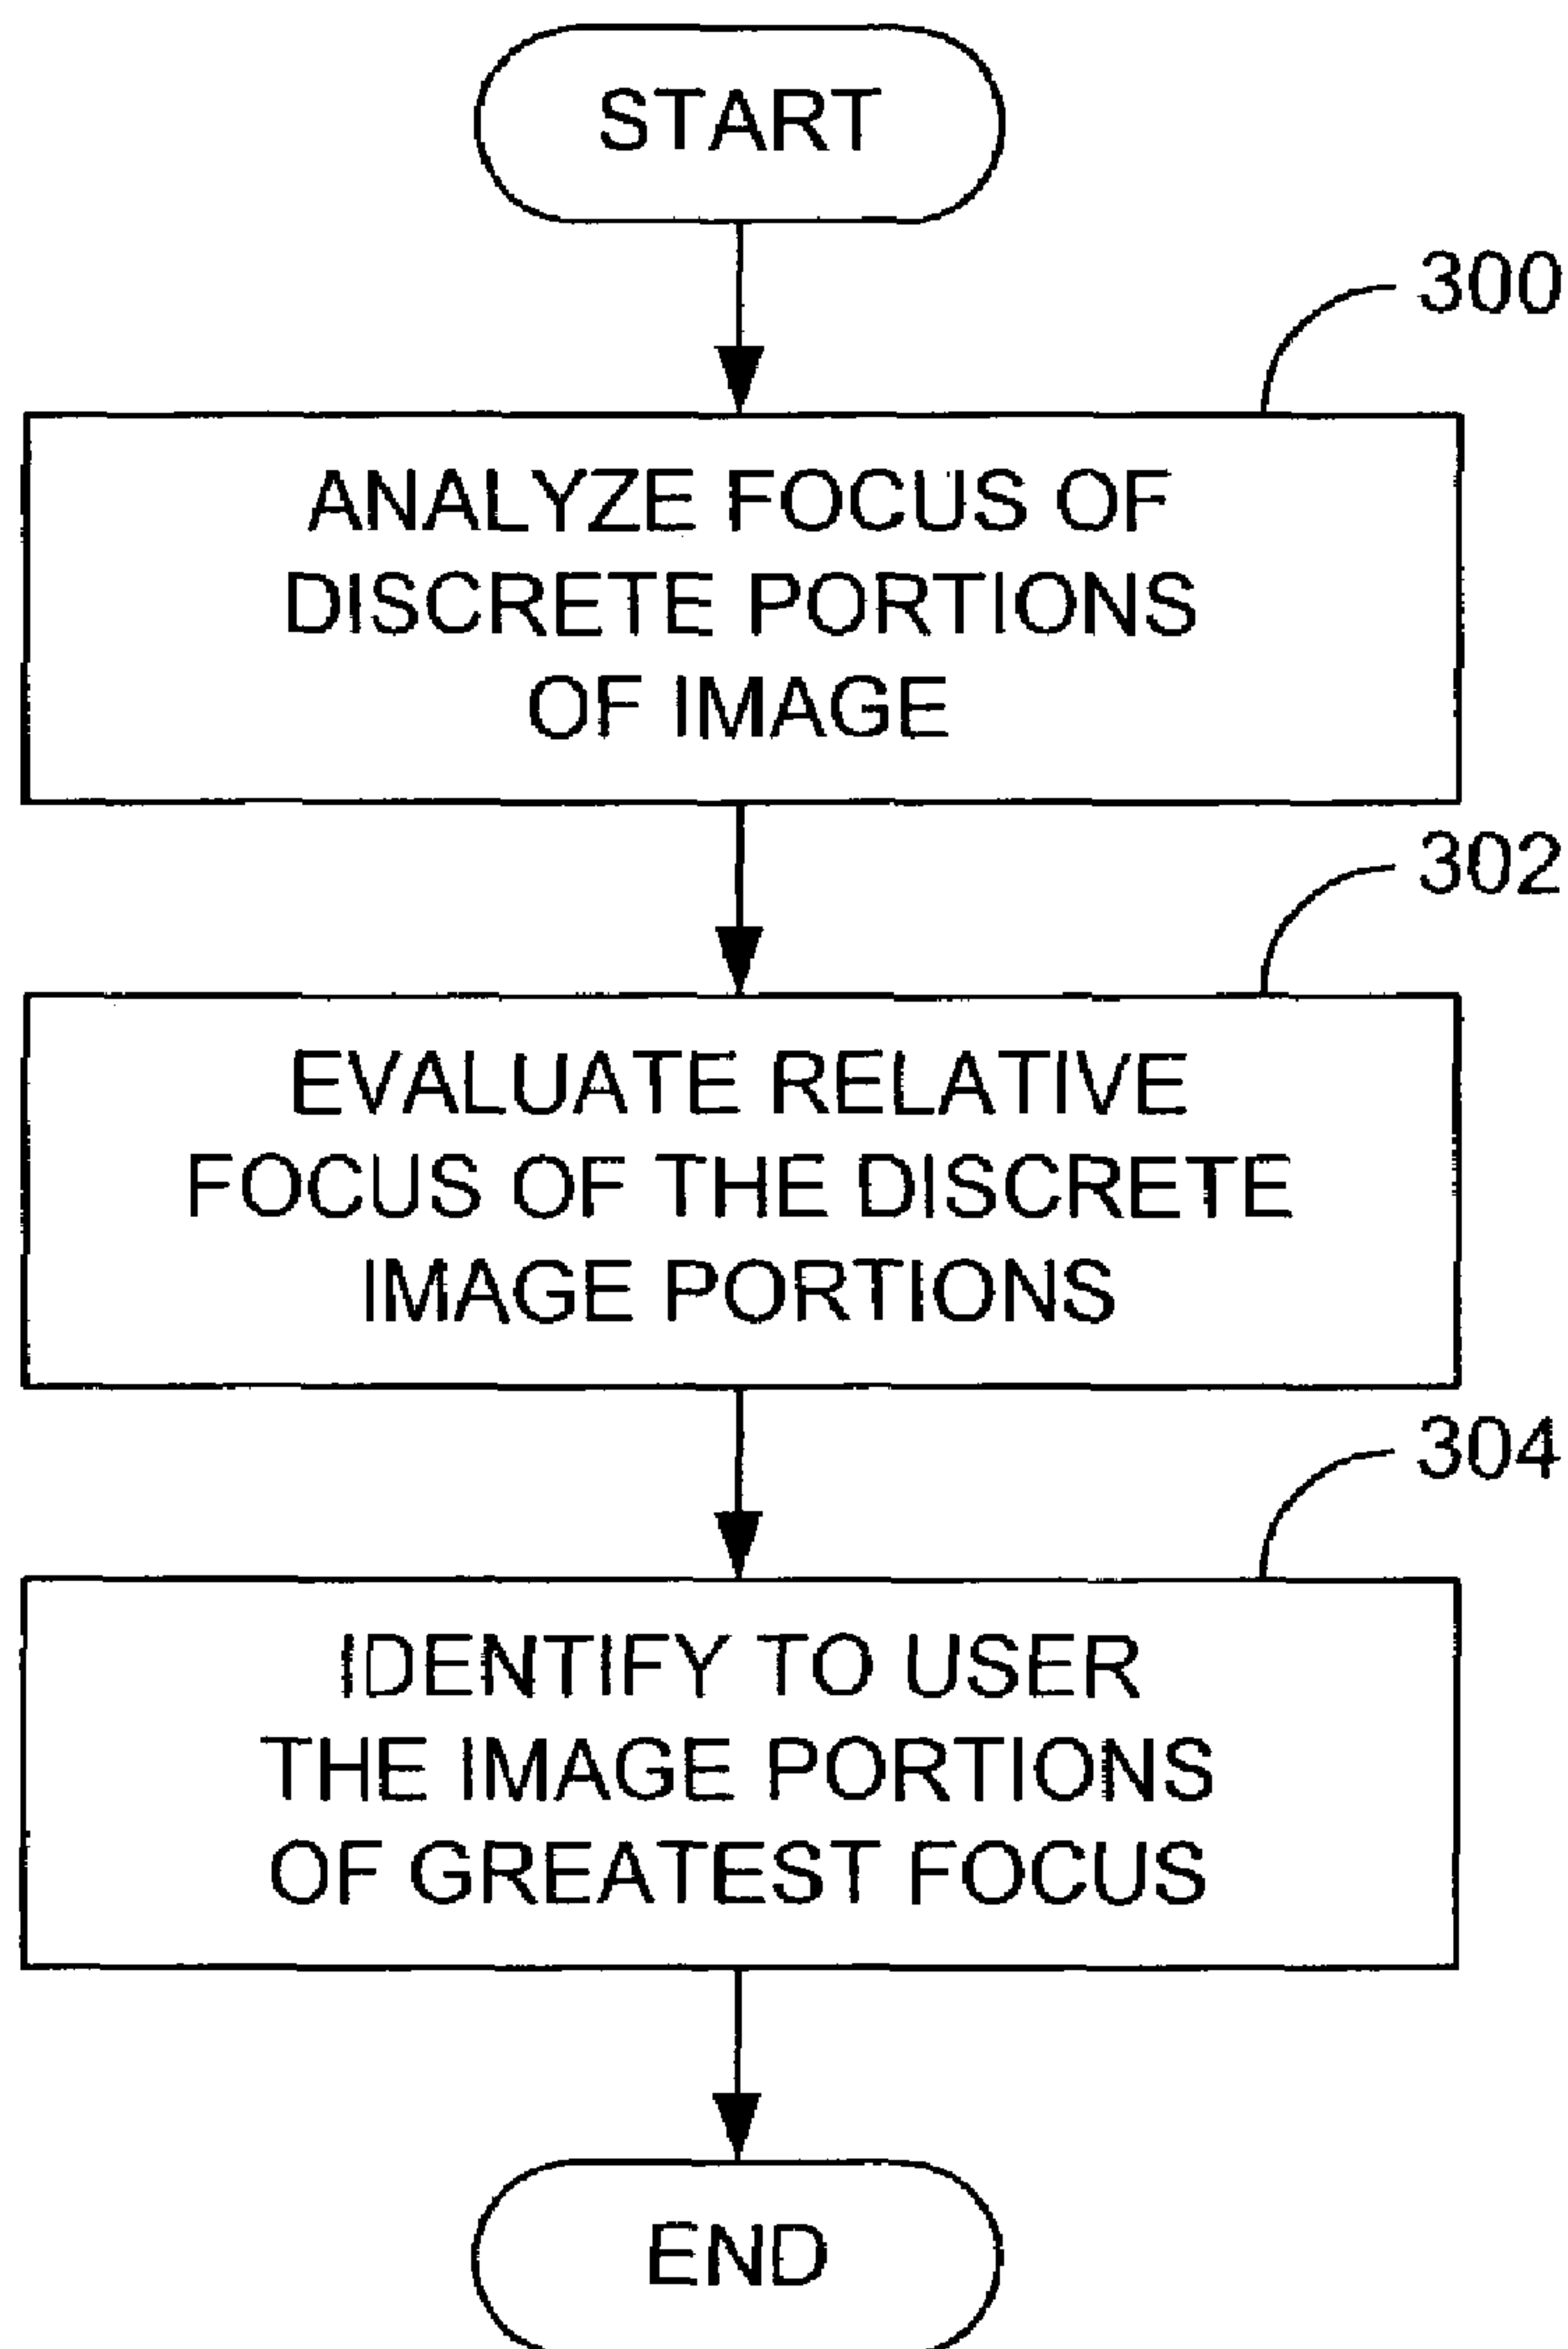 START
300
ANALYZE FOCUS OF
DISCRETE PORTIONS
OF IMAGE
302
EVALUATE RELATIVE
FOCUS OF THE DISCRETE
IMAGE PORTIONS
304
IDENTIFY TO USER
THE IMAGE PORTIONS
OF GREATEST FOCUS
END